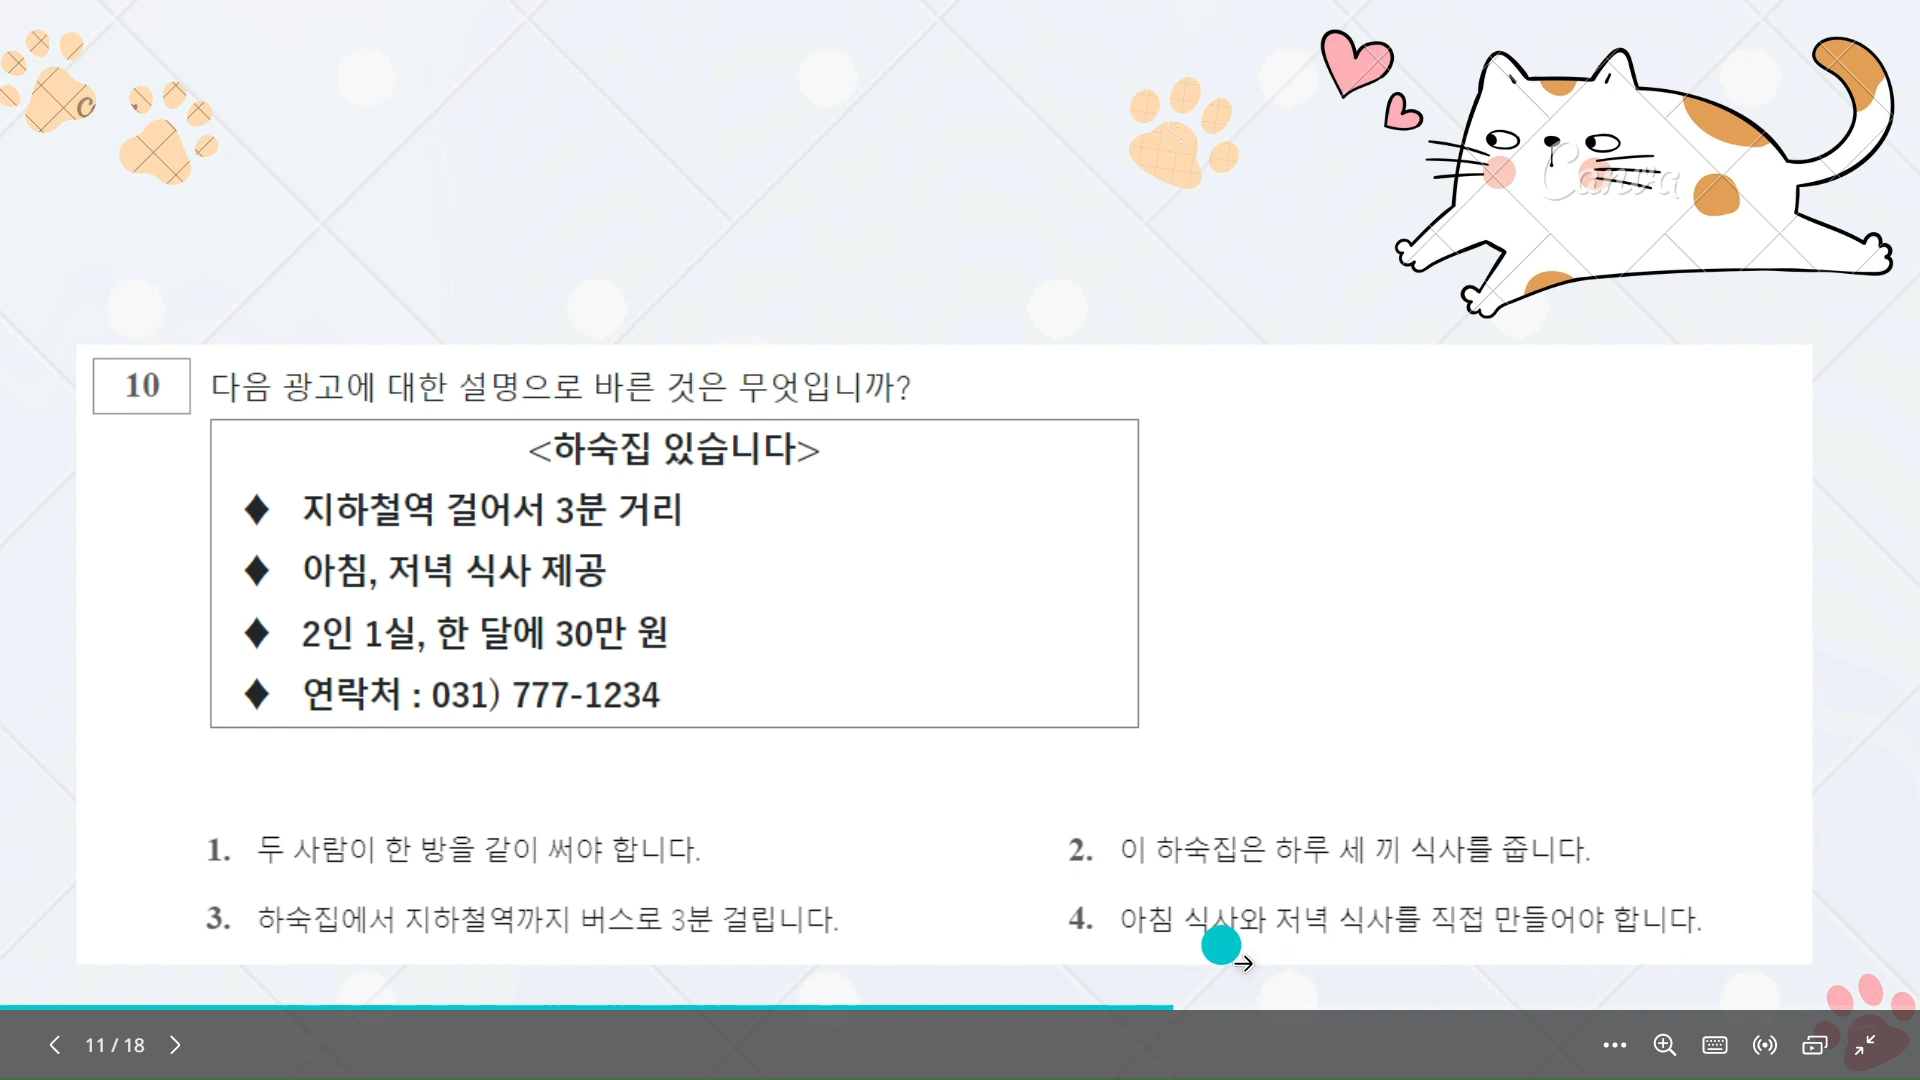 Canva
10 다음 광고에 대한 설명으로 바른 것은 무엇입니까?
<하숙집 있습니다>
◆ 지하철역 걸어서 3분 거리
◆ 아침, 저녁 식사 제공
◆ 2인 1실, 한 달에 30만 원
◆ 연락처 : 031) 777-1234
1. 두 사람이 한 방을 같이 써야 합니다.
2. 이 하숙집은 하루 세 끼 식사를 줍니다.
3. 하숙집에서 지하철역까지 버스로 3분 걸립니다.
4. 아침 식사와 저녁 식사를 직접 만들어야 합니다.
11 / 18